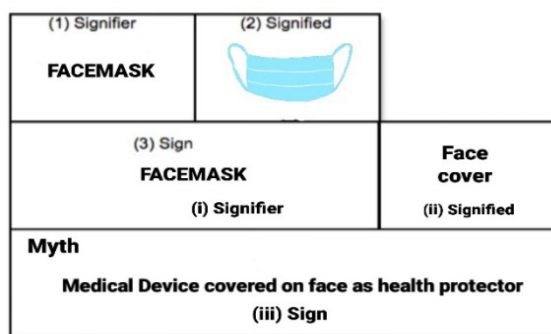 (1) Signifier
FACEMASK
(2) Signified
(3) Sign
FACEMASK
(i) Signifier
Face
cover
(ii) Signified
Myth
Medical Device covered on face as health protector
(iii) Sign